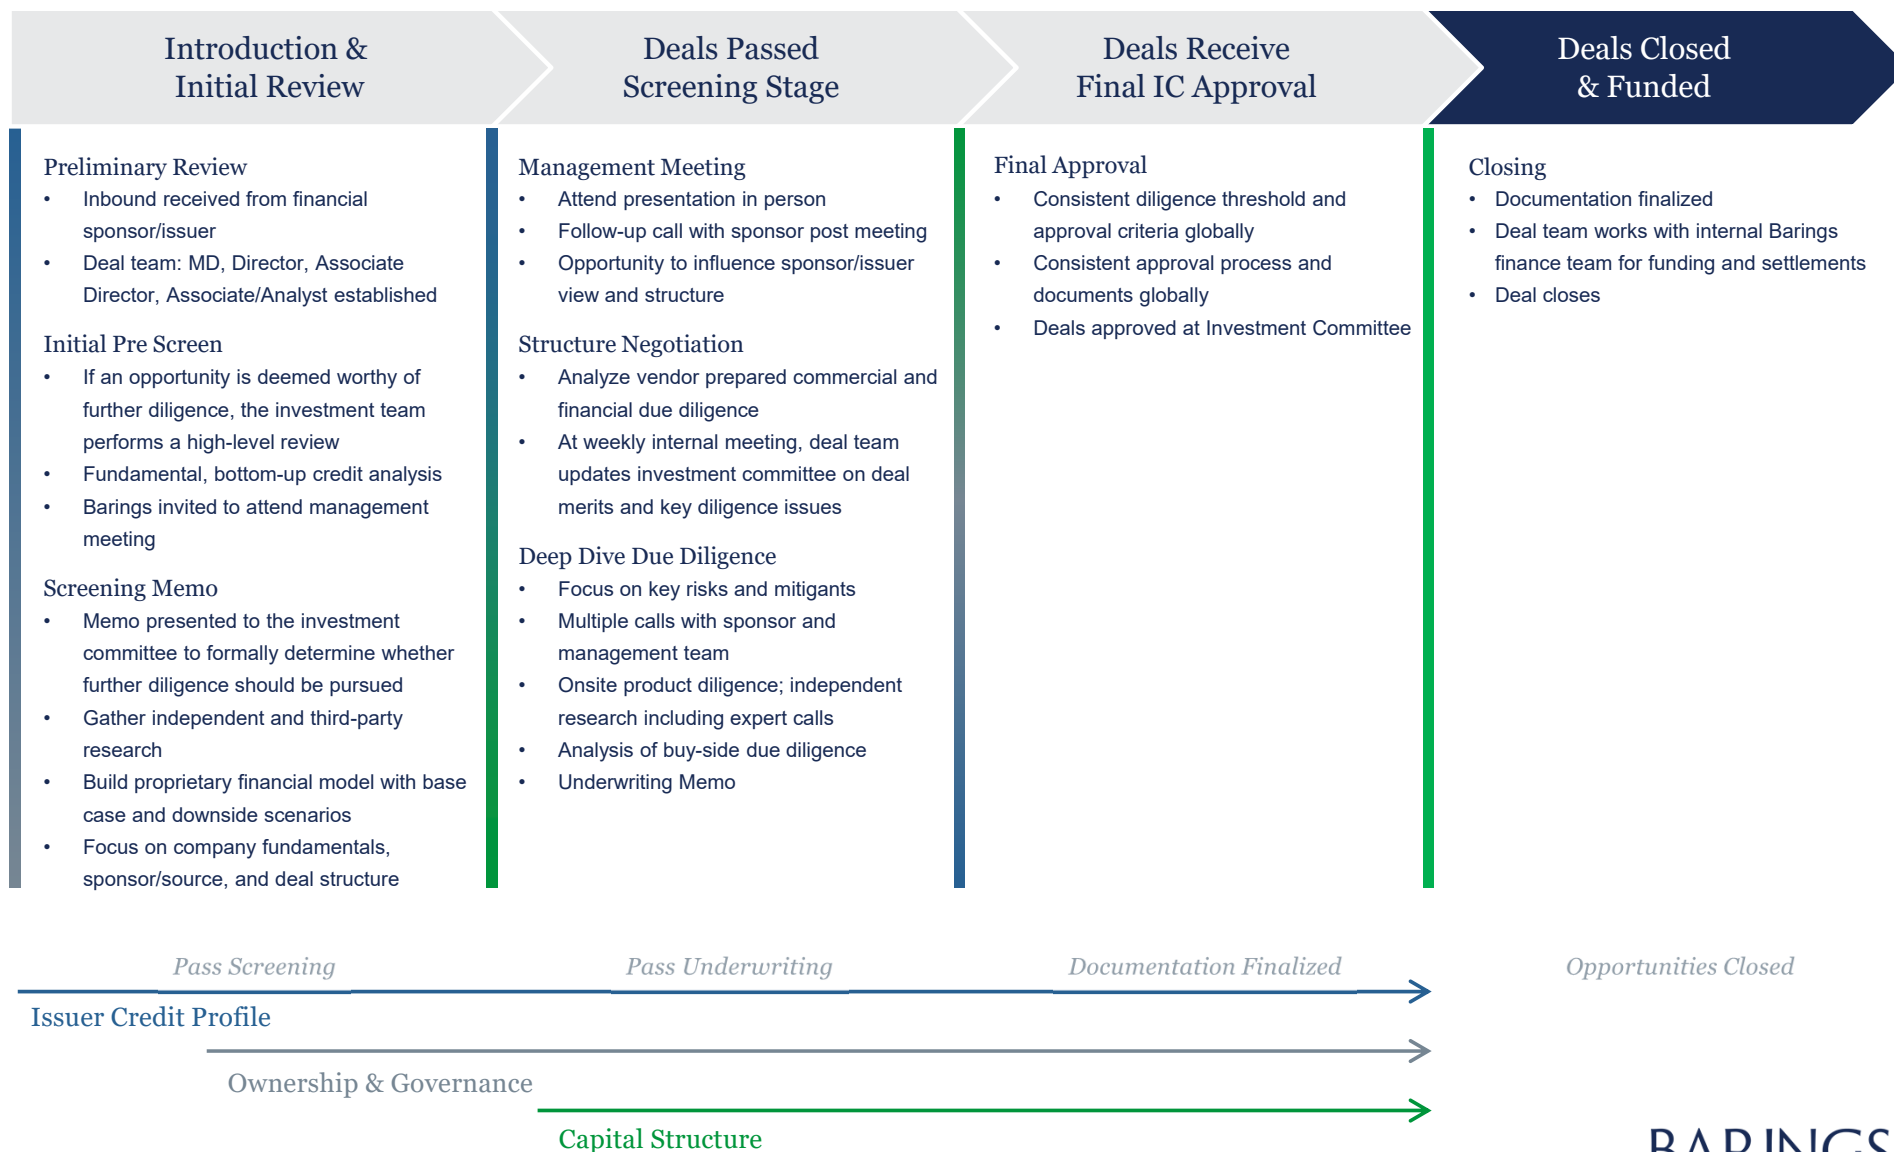 Introduction &
Initial Review
Deals Passed
Screening Stage
Deals Receive
Final IC Approval
Deals Closed
& Funded
Preliminary Review
• Inbound received from financial
sponsor/issuer
• Deal team: MD, Director, Associate
Director, Associate/Analyst established
Initial Pre Screen
• If an opportunity is deemed worthy of
further diligence, the investment team
performs a high-level review
• Fundamental, bottom-up credit analysis
• Barings invited to attend management
meeting
Screening Memo
• Memo presented to the investment
committee to formally determine whether
further diligence should be pursued
• Gather independent and third-party
research
• Build proprietary financial model with base
case and downside scenarios
• Focus on company fundamentals,
sponsor/source, and deal structure
Management Meeting
• Attend presentation in person
• Follow-up call with sponsor post meeting
• Opportunity to influence sponsor/issuer
view and structure
Structure Negotiation
• Analyze vendor prepared commercial and
financial due diligence
• At weekly internal meeting, deal team
updates investment committee on deal
merits and key diligence issues
Deep Dive Due Diligence
• Focus on key risks and mitigants
• Multiple calls with sponsor and
management team
• Onsite product diligence; independent
research including expert calls
• Analysis of buy-side due diligence
• Underwriting Memo
Final Approval
• Consistent diligence threshold and
approval criteria globally
• Consistent approval process and
documents globally
• Deals approved at Investment Committee
Closing
• Documentation finalized
• Deal team works with internal Barings
finance team for funding and settlements
• Deal closes
Pass Screening
Pass Underwriting
Documentation Finalized
Opportunities Closed
Issuer Credit Profile
Ownership & Governance
Capital Structure
BARINGS